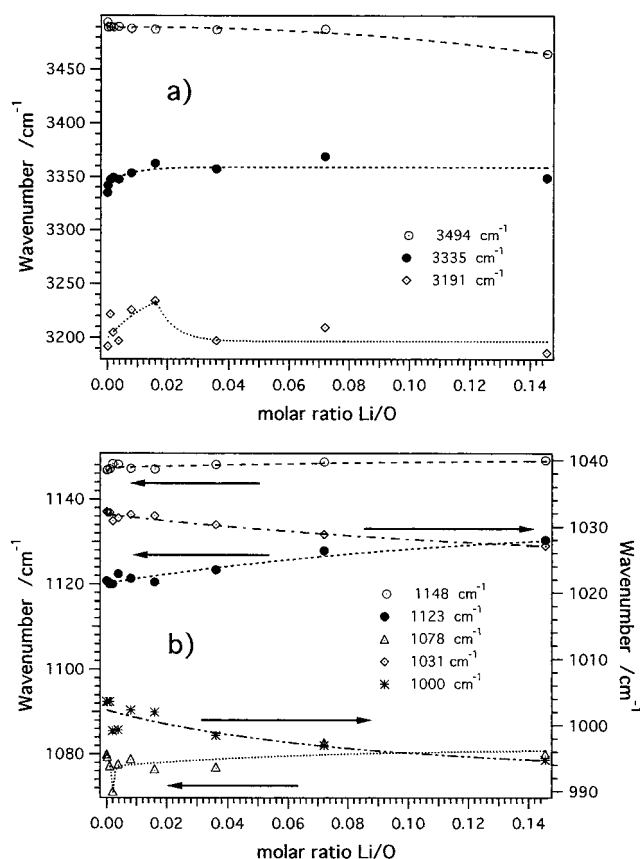 a)
Wavenumber /cm⁻¹
3450
3400
3350
3300
3250
3200
3494 cm⁻¹
3335 cm⁻¹
3191 cm⁻¹
0.00 0.02 0.04 0.06 0.08 0.10 0.12 0.14
molar ratio Li/O
b)
Wavenumber /cm⁻¹
1140
1120
1100
1080
1148 cm⁻¹
1123 cm⁻¹
1078 cm⁻¹
1031 cm⁻¹
1000 cm⁻¹
1040
1030
1020
1010
1000
990
Wavenumber /cm⁻¹
0.00 0.02 0.04 0.06 0.08 0.10 0.12 0.14
molar ratio Li/O